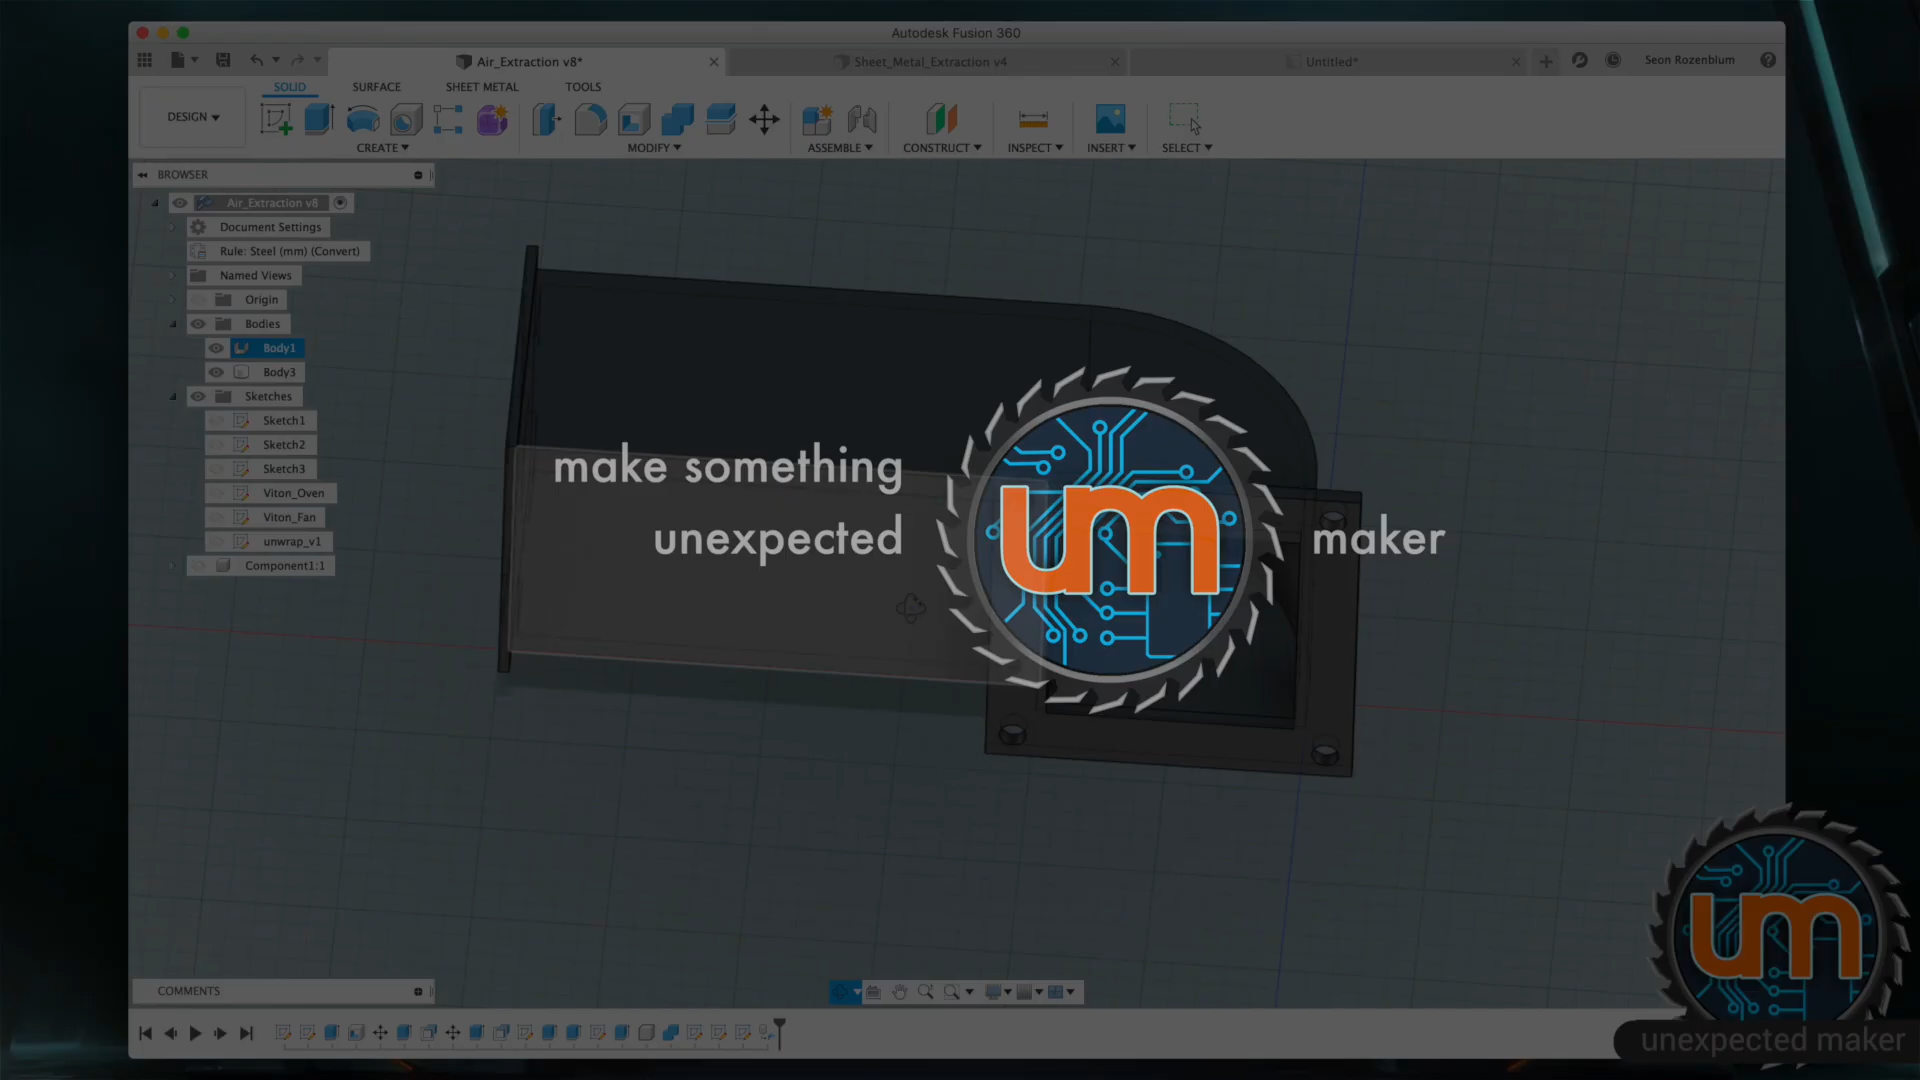 Autodesk Fusion 360
Air_Extraction v8*
Sheet_Metal_Extraction v4
Untitled*
Seon Rozenblum
DESIGN
SOLID
SURFACE
SHEET METAL
TOOLS
CREATE
MODIFY
ASSEMBLE
CONSTRUCT
INSPECT
INSERT
SELECT
BROWSER
Air_Extraction v8
Document Settings
Rule: Steel (mm) (Convert)
Named Views
Origin
Bodies
Body1
Body3
Sketches
Sketch1
Sketch2
Sketch3
Viton_Oven
Viton_Fan
unwrap_v1
Component1:1
make something
unexpected
um
maker
COMMENTS
um
unexpected maker